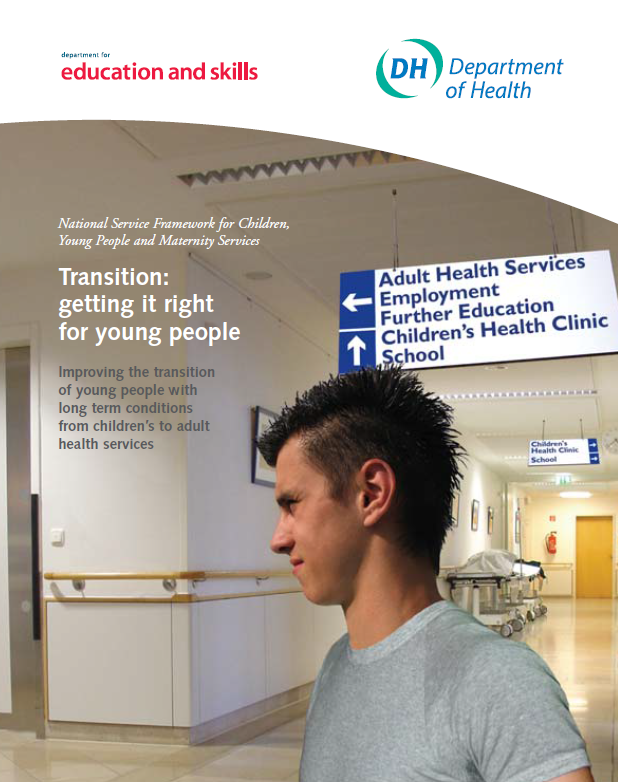 department for
education and skills
DH Department
of Health
National Service Framework for Children,
Young People and Maternity Services
Transition:
getting it right
for young people
Improving the transition
of young people with
long term conditions
from children's to adult
health services
Adult Health Services
Employment
Further Education
Children's Health Clinic
School
Children's
Health Clinic
School